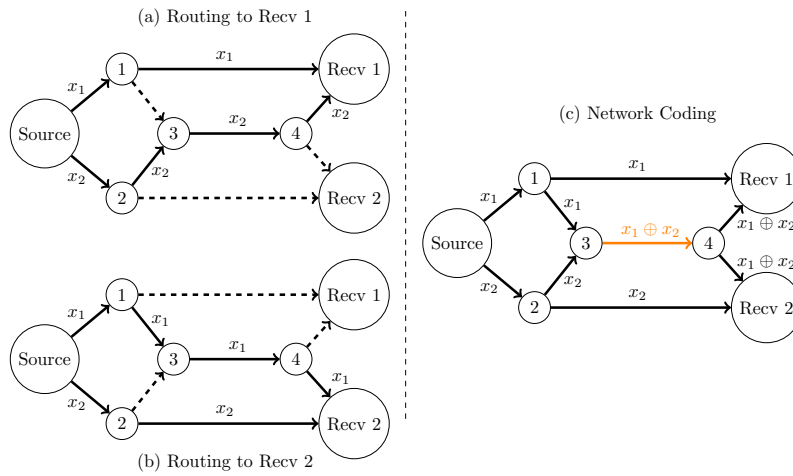 (a) Routing to Recv 1
x₁
1
Recv 1
x₁
Source
3
x₂
4
x₂
x₂
x₂
2
Recv 2
1
Recv 1
x₁
x₁
Source
3
x₁
4
x₂
x₁
x₂
2
Recv 2
(b) Routing to Recv 2
(c) Network Coding
x₁
1
Recv 1
x₁
x₁
x₁ ⊕ x₂
Source
3
x₁ ⊕ x₂
4
x₁ ⊕ x₂
x₂
x₂
x₂
2
Recv 2